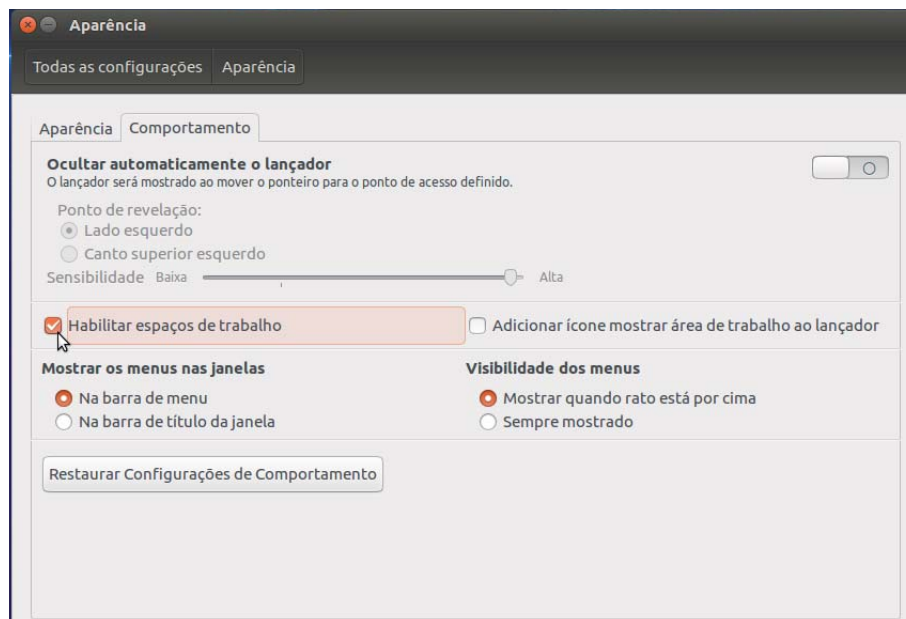 Aparência
Todas as configurações Aparência
Aparência Comportamento
Ocultar automaticamente o lançador
O lançador será mostrado ao mover o ponteiro para o ponto de acesso definido.
Ponto de revelação:
Lado esquerdo
Canto superior esquerdo
Sensibilidade Baixa Alta
Habilitar espaços de trabalho Adicionar ícone mostrar área de trabalho ao lançador
Mostrar os menus nas janelas Visibilidade dos menus
Na barra de menu Mostrar quando rato está por cima
Na barra de título da janela Sempre mostrado
Restaurar Configurações de Comportamento